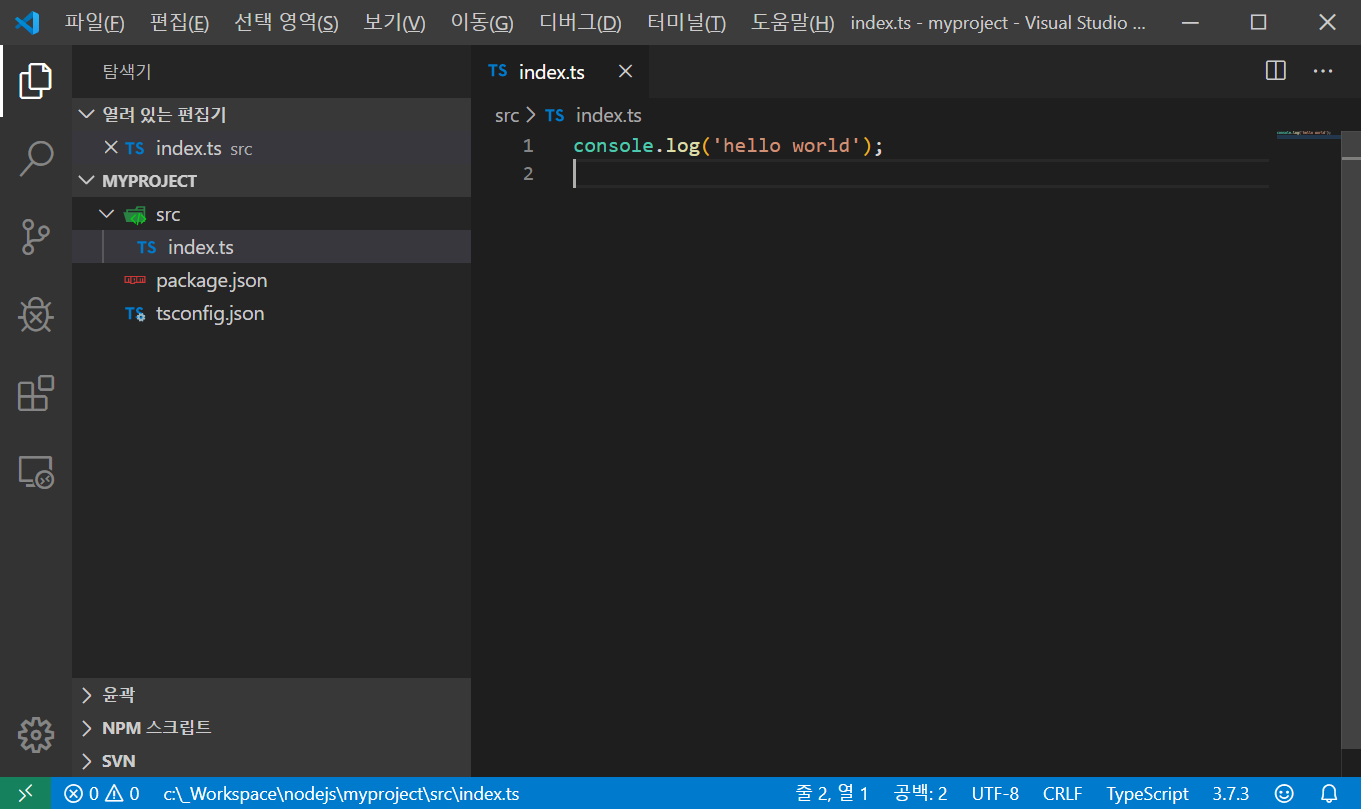 파일(F) 편집(E) 선택 영역(S) 보기(V) 이동(G) 디버그(D) 터미널(T) 도움말(H) index.ts - myproject - Visual Studio ...
탐색기
열려 있는 편집기
TS index.ts src
MYPROJECT
src
TS index.ts
npm package.json
TS tsconfig.json
윤곽
NPM 스크립트
SVN
TS index.ts
src > TS index.ts
1 console.log('hello world');
2
0 0 c:\_Workspace\nodejs\myproject\src\index.ts 줄 2, 열 1 공백: 2 UTF-8 CRLF TypeScript 3.7.3